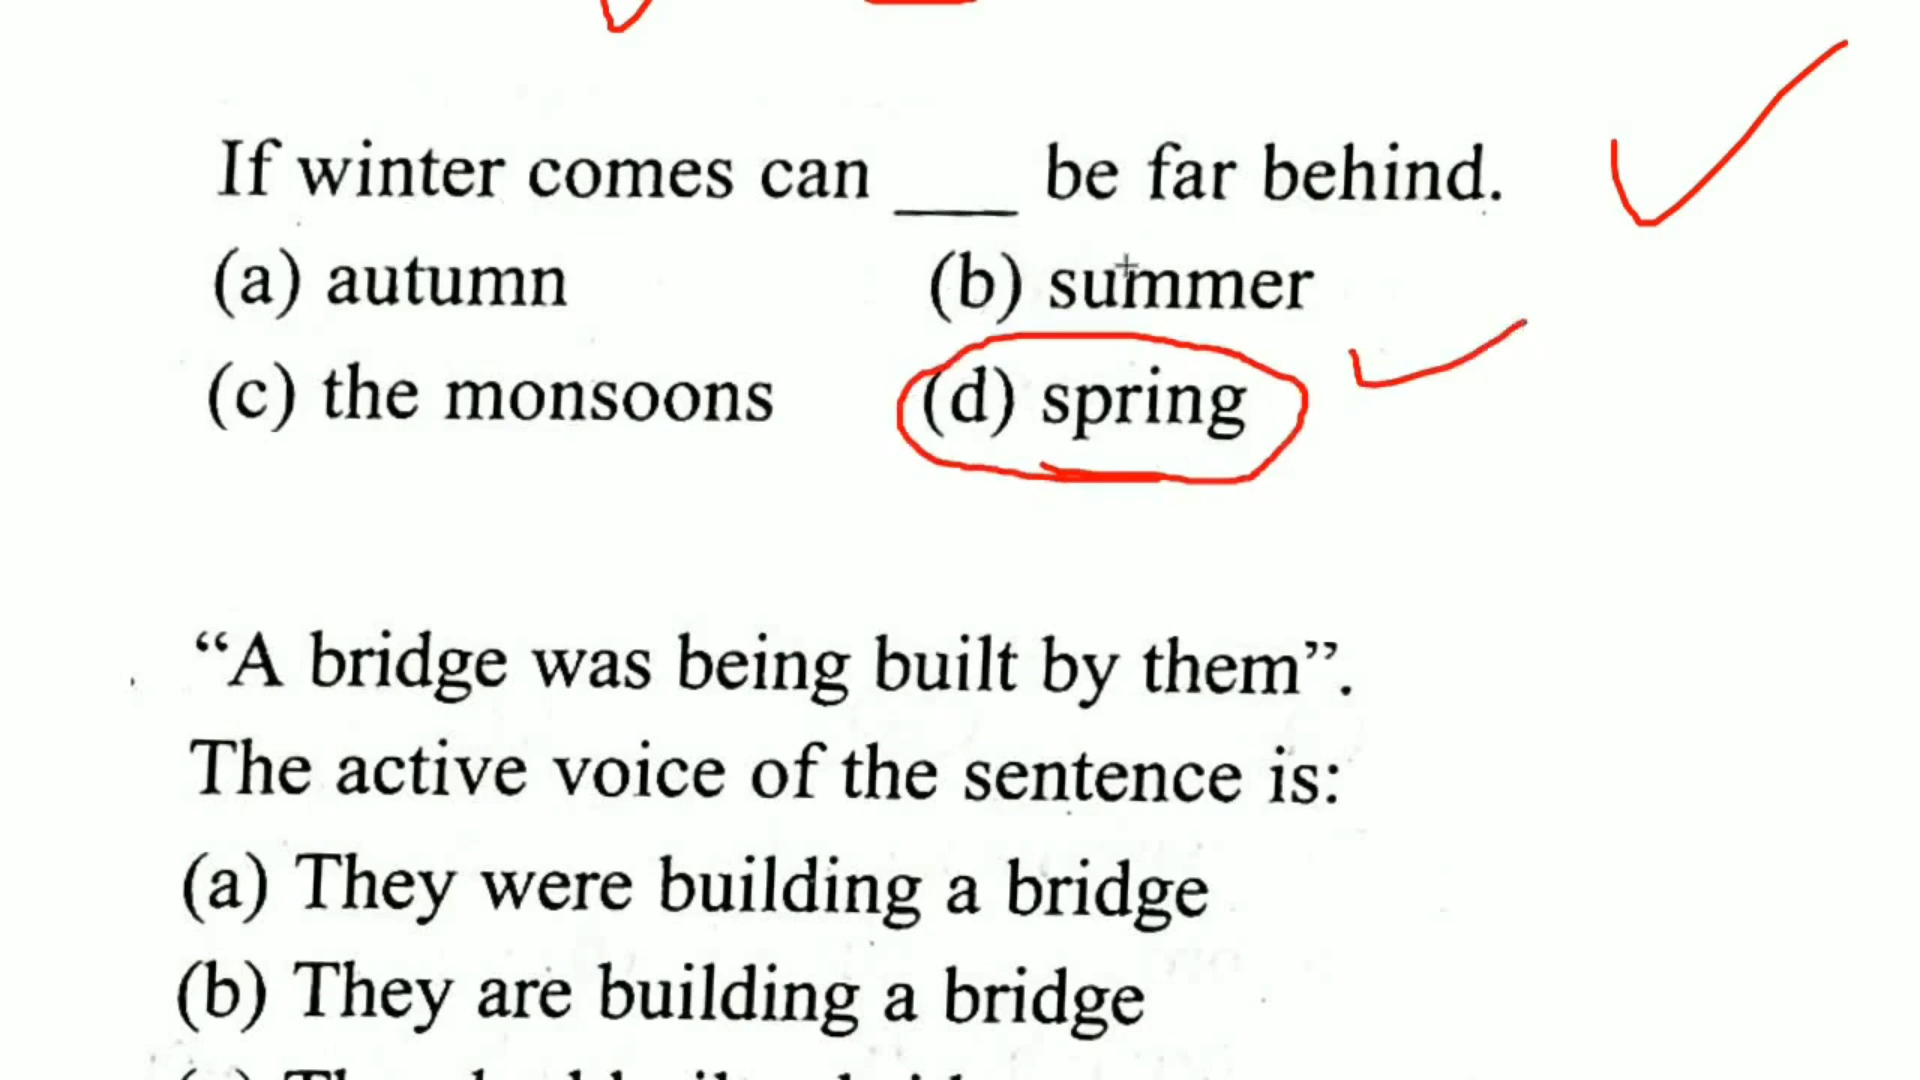 If winter comes can ____ be far behind.
(a) autumn (b) summer
(c) the monsoons (d) spring
“A bridge was being built by them”.
The active voice of the sentence is:
(a) They were building a bridge
(b) They are building a bridge